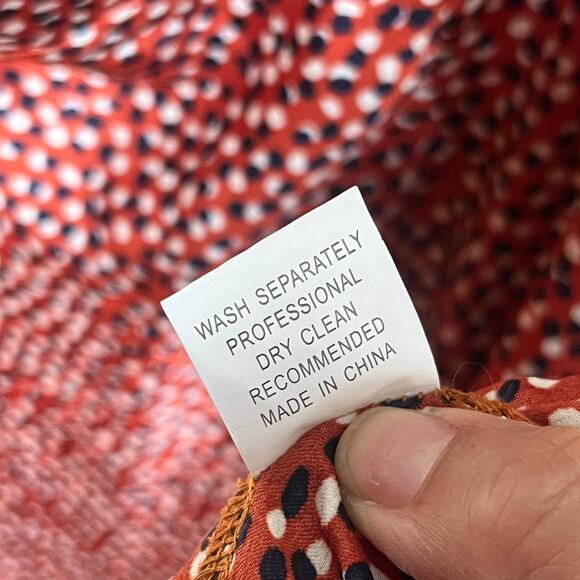 WASH SEPARATELY
PROFESSIONAL
DRY CLEAN
RECOMMENDED
MADE IN CHINA